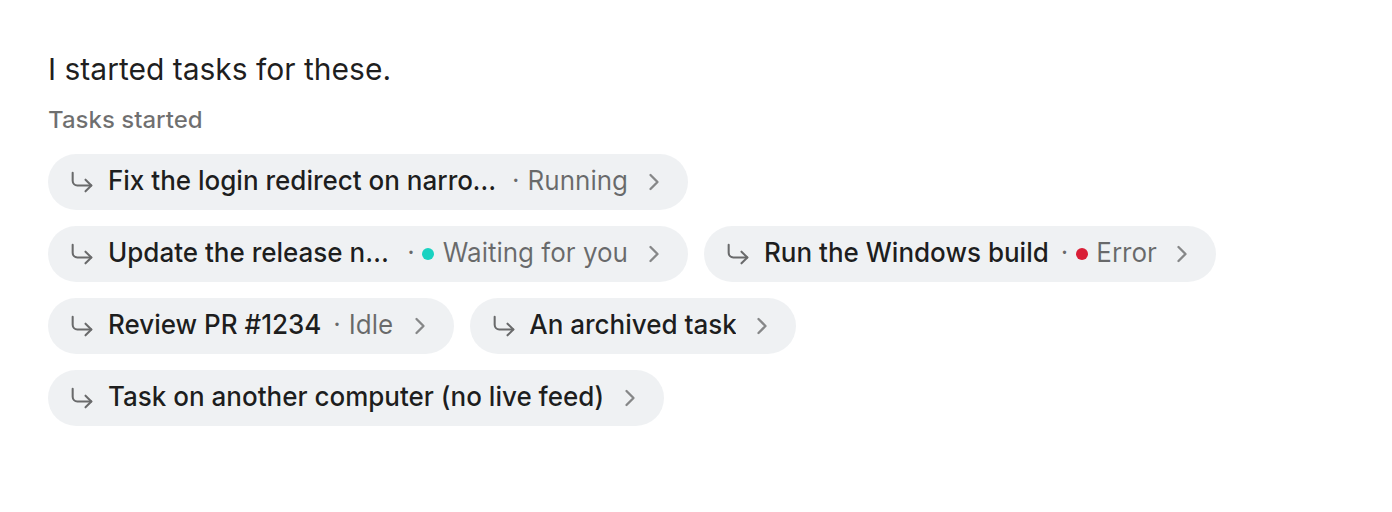 I started tasks for these.
Tasks started
Fix the login redirect on narro... · Running
Update the release n... · Waiting for you
Run the Windows build · Error
Review PR #1234 · Idle
An archived task
Task on another computer (no live feed)